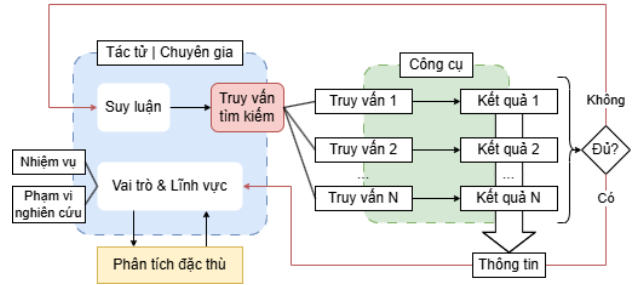 Tác tử | Chuyên gia
Công cụ
Suy luận
Truy vấn
tìm kiếm
Truy vấn 1
Kết quả 1
Không
Truy vấn 2
Kết quả 2
Đủ?
...
...
Truy vấn N
Kết quả N
Có
Nhiệm vụ
Phạm vi
nghiên cứu
Vai trò & Lĩnh vực
Phân tích đặc thù
Thông tin